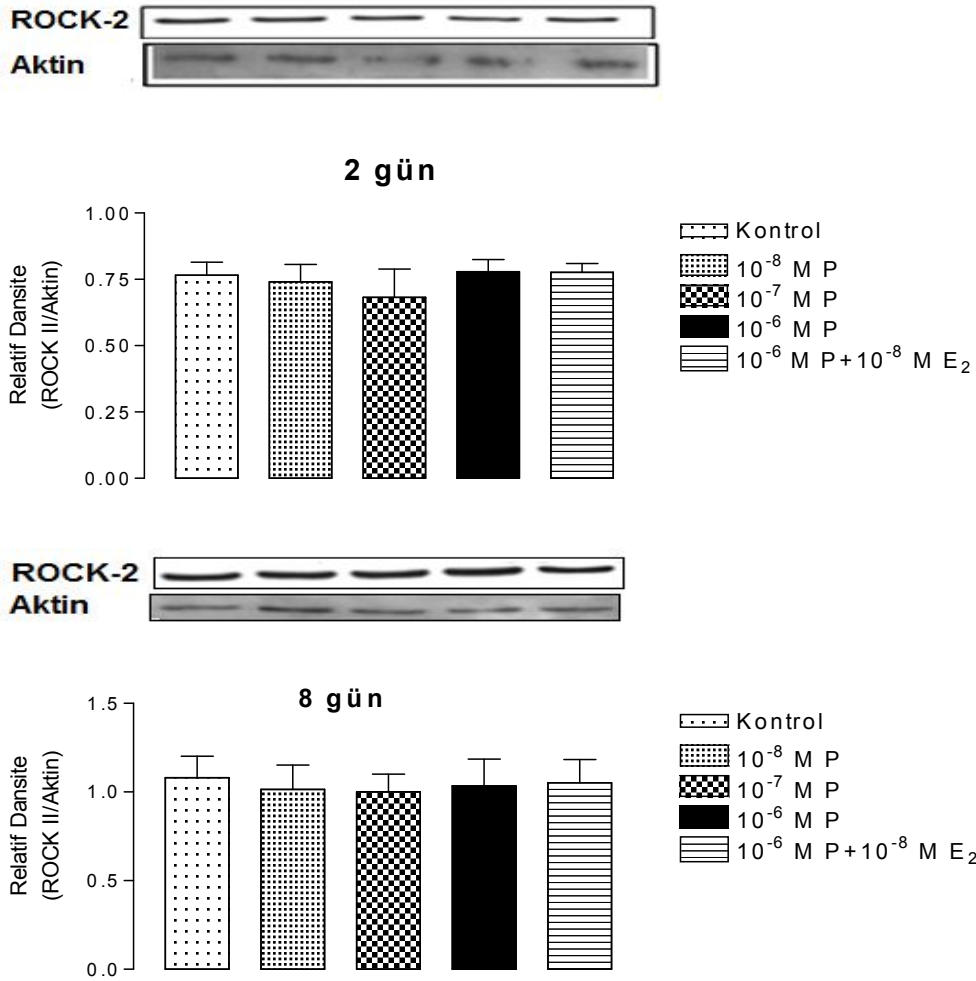 ROCK-2
Aktin
2 gün
1.00
0.75
0.50
0.25
0.00
Relatif Dansite
(ROCK II/Aktin)
Kontrol
10⁻⁸ M P
10⁻⁷ M P
10⁻⁶ M P
10⁻⁶ M P+10⁻⁸ M E₂
ROCK-2
Aktin
8 gün
1.5
1.0
0.5
0.0
Relatif Dansite
(ROCK II/Aktin)
Kontrol
10⁻⁸ M P
10⁻⁷ M P
10⁻⁶ M P
10⁻⁶ M P+10⁻⁸ M E₂